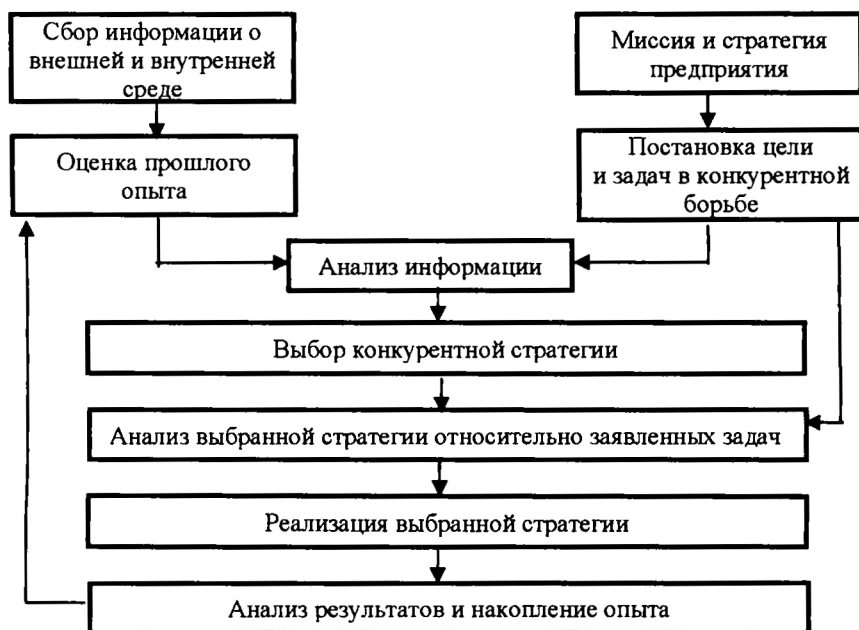 Сбор информации о
внешней и внутренней
среде
Миссия и стратегия
предприятия
Оценка прошлого
опыта
Постановка цели
и задач в конкурентной
борьбе
Анализ информации
Выбор конкурентной стратегии
Анализ выбранной стратегии относительно заявленных задач
Реализация выбранной стратегии
Анализ результатов и накопление опыта